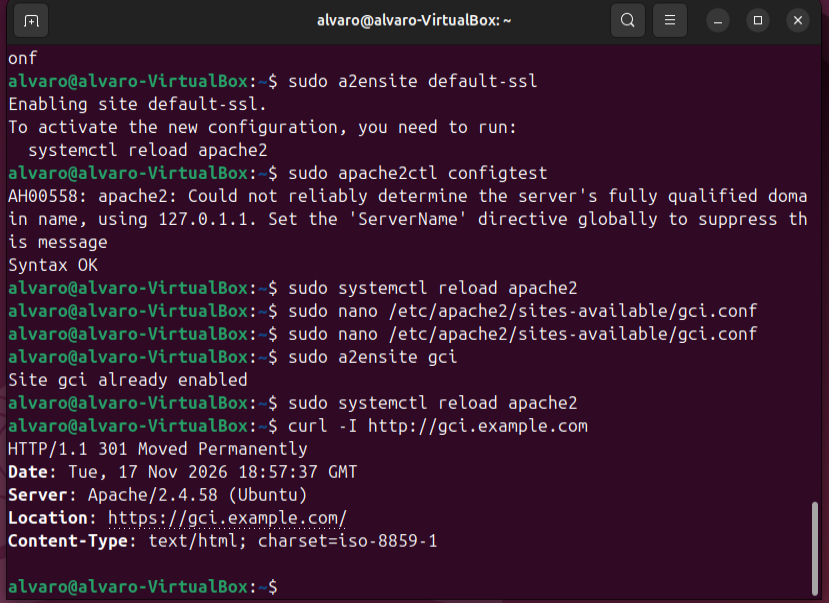 alvaro@alvaro-VirtualBox: ~
onf
alvaro@alvaro-VirtualBox:~$ sudo a2ensite default-ssl
Enabling site default-ssl.
To activate the new configuration, you need to run:
  systemctl reload apache2
alvaro@alvaro-VirtualBox:~$ sudo apache2ctl configtest
AH00558: apache2: Could not reliably determine the server's fully qualified doma
in name, using 127.0.1.1. Set the 'ServerName' directive globally to suppress th
is message
Syntax OK
alvaro@alvaro-VirtualBox:~$ sudo systemctl reload apache2
alvaro@alvaro-VirtualBox:~$ sudo nano /etc/apache2/sites-available/gci.conf
alvaro@alvaro-VirtualBox:~$ sudo nano /etc/apache2/sites-available/gci.conf
alvaro@alvaro-VirtualBox:~$ sudo a2ensite gci
Site gci already enabled
alvaro@alvaro-VirtualBox:~$ sudo systemctl reload apache2
alvaro@alvaro-VirtualBox:~$ curl -I http://gci.example.com
HTTP/1.1 301 Moved Permanently
Date: Tue, 17 Nov 2026 18:57:37 GMT
Server: Apache/2.4.58 (Ubuntu)
Location: https://gci.example.com/
Content-Type: text/html; charset=iso-8859-1

alvaro@alvaro-VirtualBox:~$